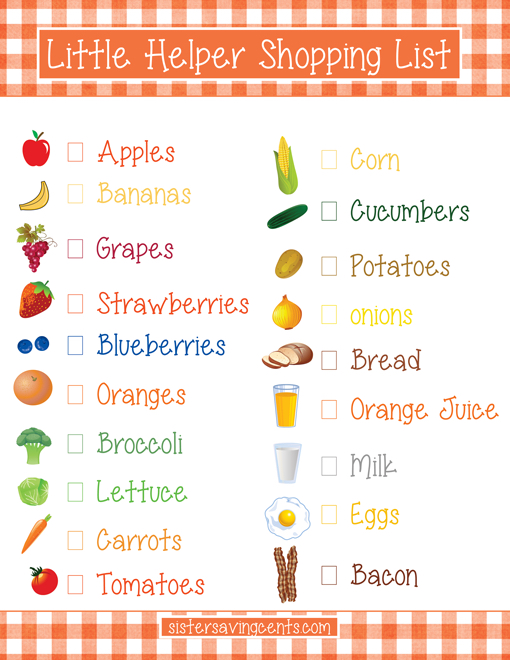 Little Helper Shopping List
Apples
Bananas
Grapes
Strawberries
Blueberries
Oranges
Broccoli
Lettuce
Carrots
Tomatoes
Corn
Cucumbers
Potatoes
onions
Bread
Orange Juice
Milk
Eggs
Bacon
sistersavingcents.com